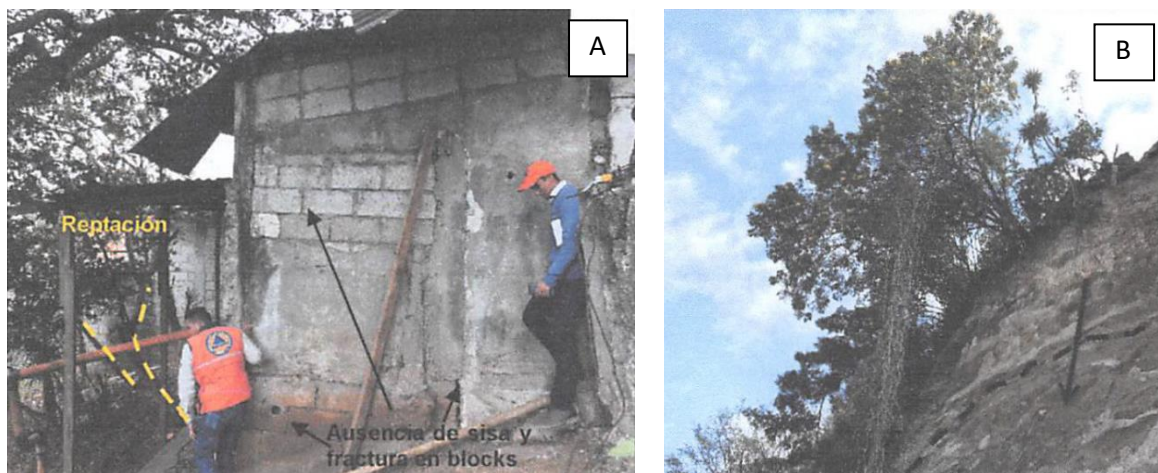 A
B
Reptación
Ausencia de sisa y
fractura en blocks